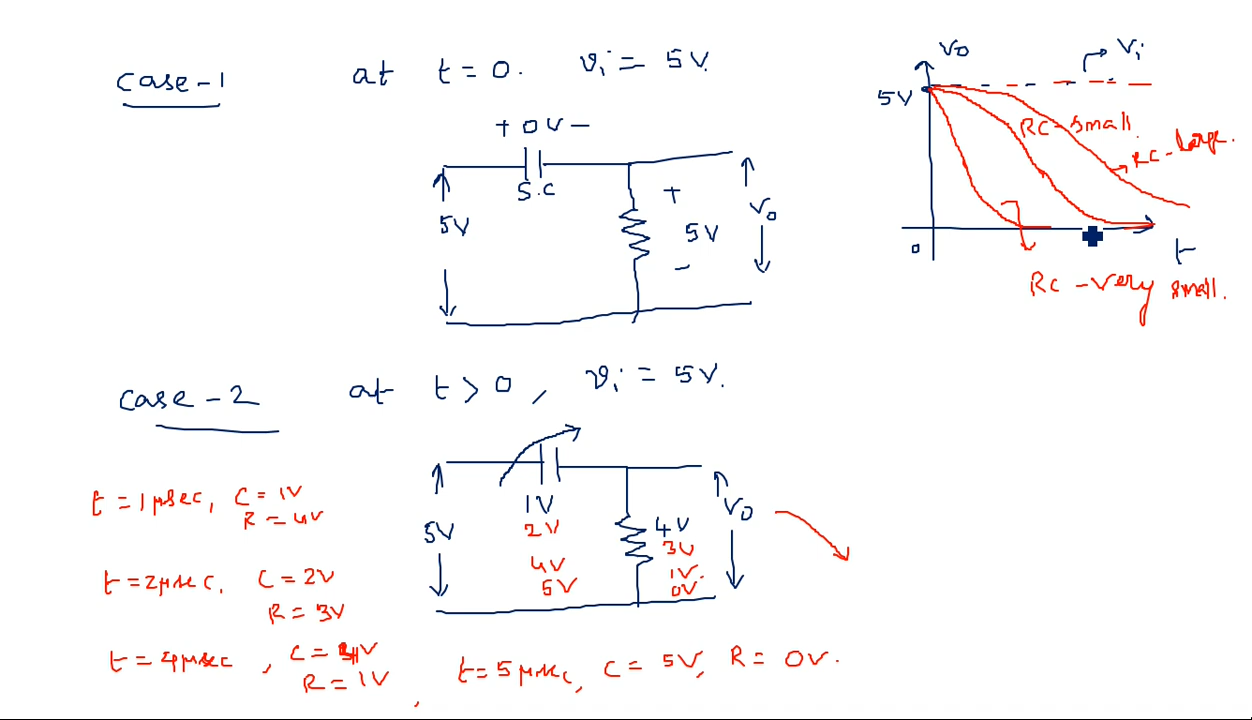 case-1 at t = 0. vi = 5V.
+ 0V -
S.C
5V
+
5V
-
Vo
Vo
Vi
5V
RC-small.
RC-large.
0
t
RC-very small.
case-2 at t > 0, vi = 5V.
t = 1μsec, C = 1V
R = 4V
t = 2μsec, C = 2V
R = 3V
t = 4μsec, C = 4V
R = 1V
,
t = 5μsec, C = 5V, R = 0V.
5V
1V
2V
4V
5V
4V
3V
1V.
0V
Vo